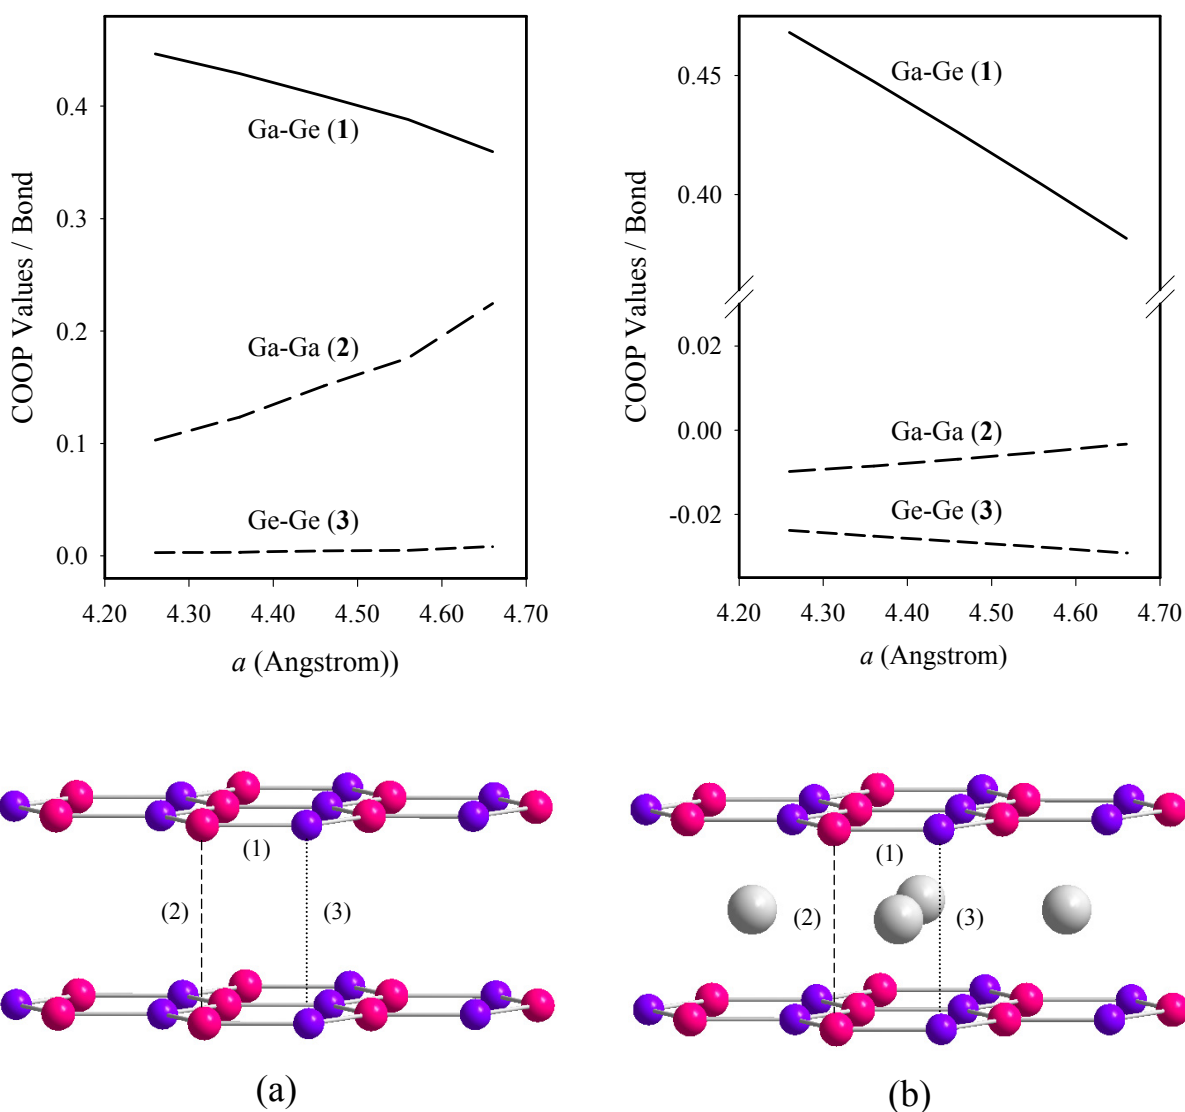 COOP Values / Bond
0.4
0.3
0.2
0.1
0.0
Ga-Ge (1)
Ga-Ga (2)
Ge-Ge (3)
4.20 4.30 4.40 4.50 4.60 4.70
a (Angstrom))
COOP Values / Bond
0.45
0.40
0.02
0.00
-0.02
Ga-Ge (1)
Ga-Ga (2)
Ge-Ge (3)
4.20 4.30 4.40 4.50 4.60 4.70
a (Angstrom)
(1)
(2)
(3)
(a)
(1)
(2)
(3)
(b)